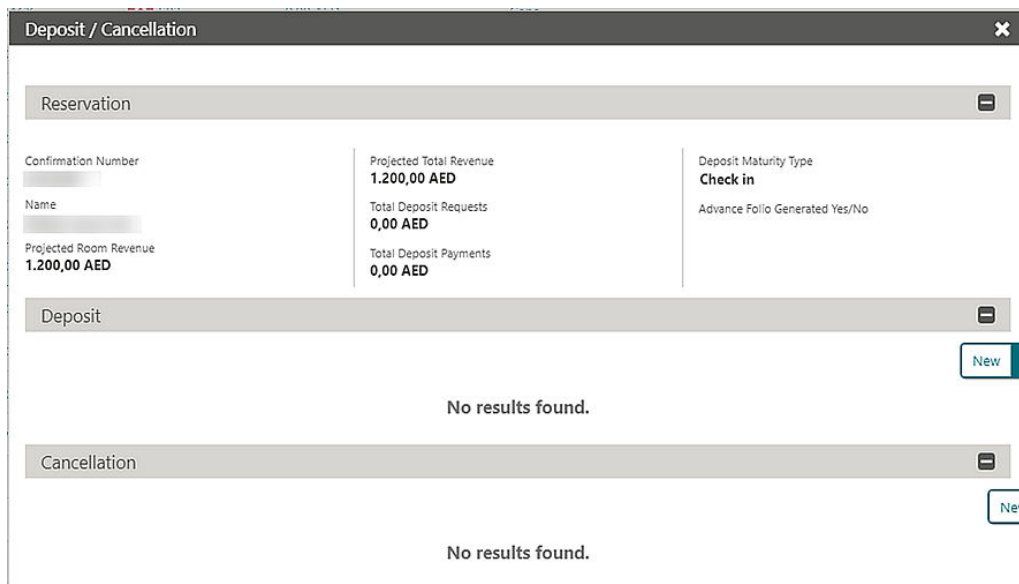 Deposit / Cancellation
Reservation
Confirmation Number
Name
Projected Room Revenue
1.200,00 AED
Projected Total Revenue
1.200,00 AED
Total Deposit Requests
0,00 AED
Total Deposit Payments
0,00 AED
Deposit Maturity Type
Check in
Advance Folio Generated Yes/No
Deposit
New
No results found.
Cancellation
No results found.